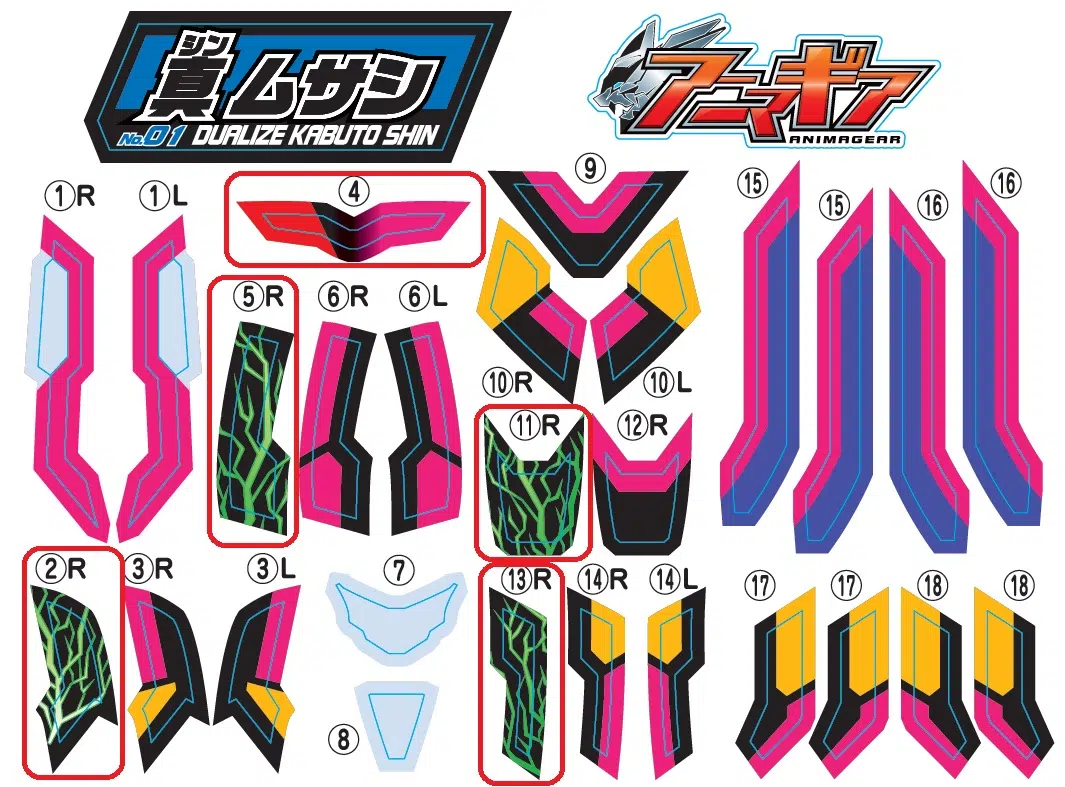 シン
真ムサン
No.01 DUALIZE KABUTO SHIN
アニマギア
ANIMAGEAR
①R ①L ④ ⑨ ⑮ ⑮ ⑯ ⑯
⑤R ⑥R ⑥L
⑩R ⑩L
⑪R ⑫R
②R ③R ③L ⑦ ⑬R ⑭R ⑭L ⑰ ⑰ ⑱ ⑱
⑧